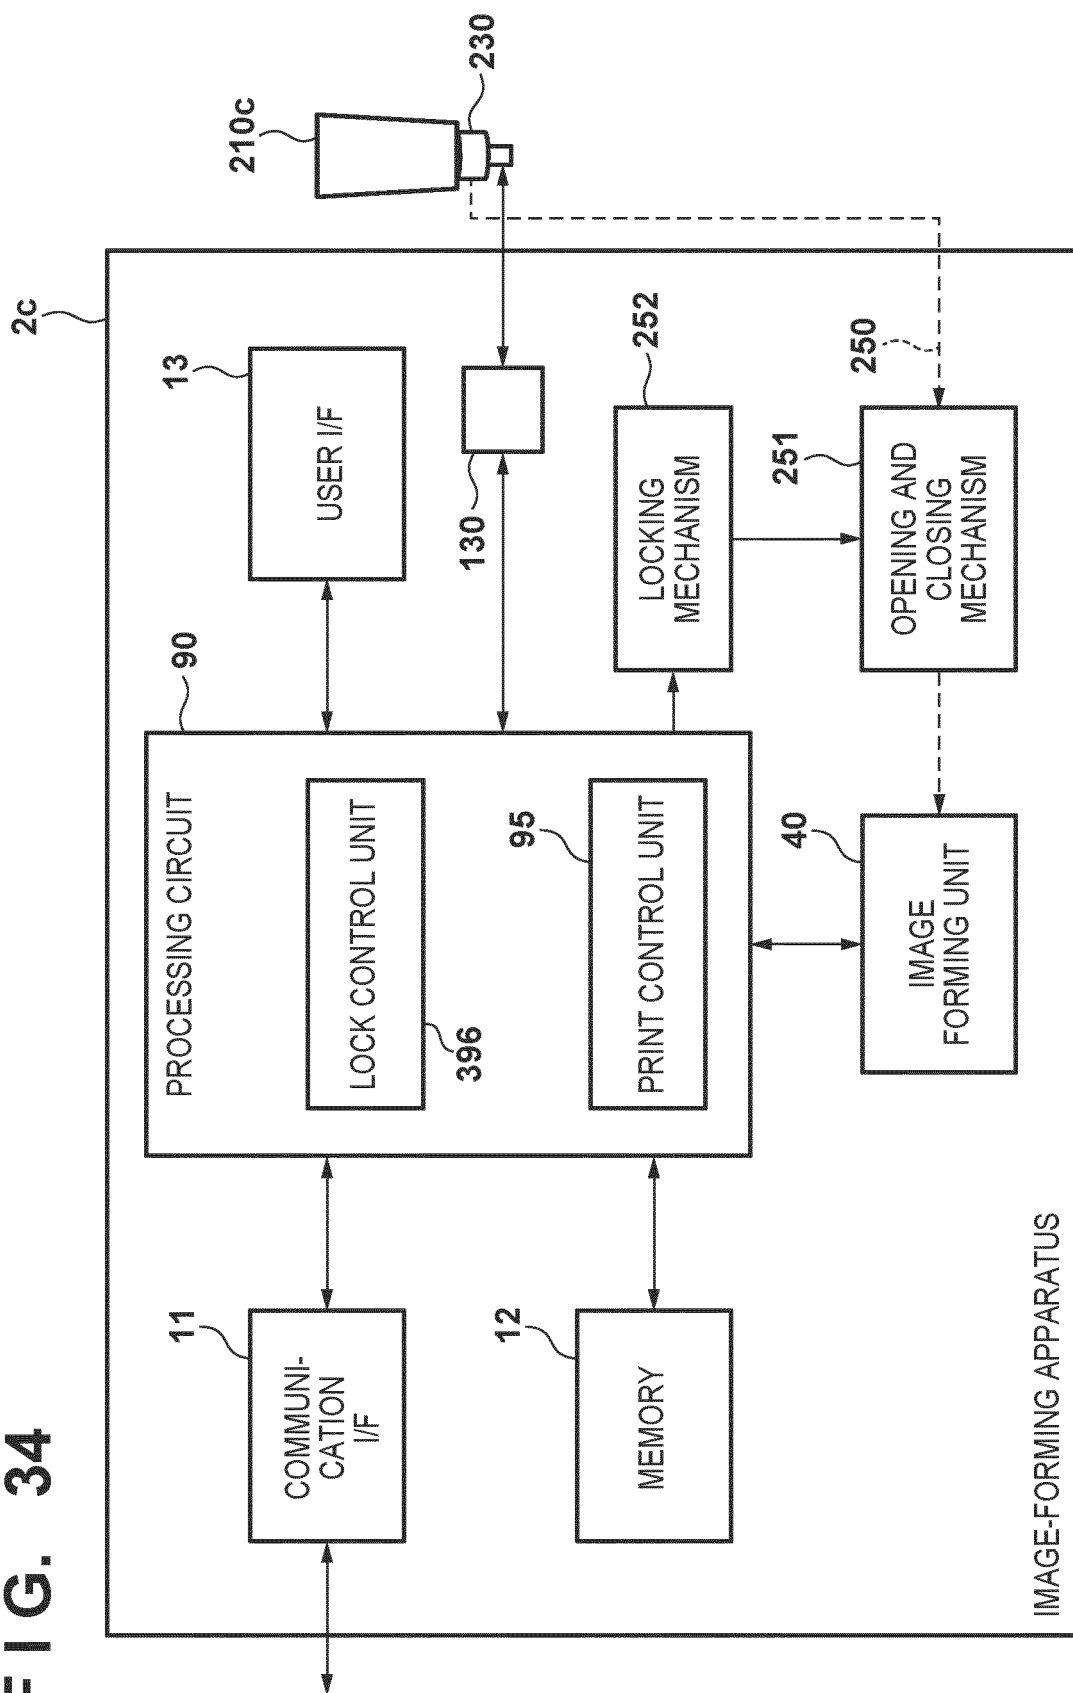 FIG. 34
2c
210c
230
11
COMMUNI-
CATION
I/F
90
PROCESSING CIRCUIT
13
USER I/F
LOCK CONTROL UNIT
396
130
12
MEMORY
95
PRINT CONTROL UNIT
252
LOCKING
MECHANISM
40
IMAGE
FORMING UNIT
251
OPENING AND
CLOSING
MECHANISM
250
IMAGE-FORMING APPARATUS